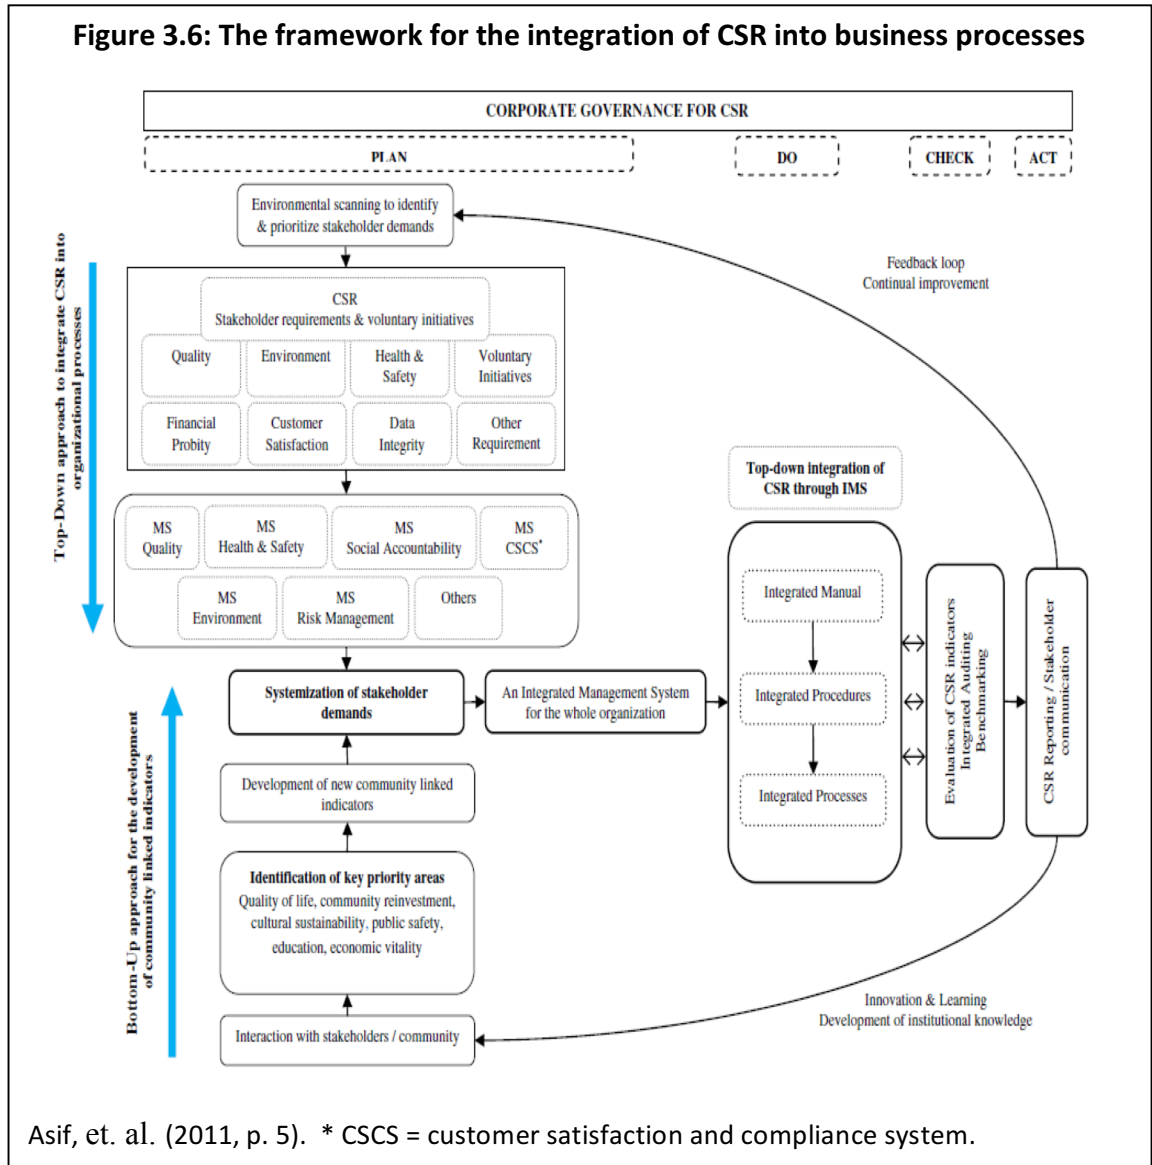 Figure 3.6: The framework for the integration of CSR into business processes
CORPORATE GOVERNANCE FOR CSR
PLAN
DO
CHECK
ACT
Environmental scanning to identify
& prioritize stakeholder demands
Feedback loop
Continual improvement
Top-Down approach to integrate CSR into
organizational processes
CSR
Stakeholder requirements & voluntary initiatives
Quality
Environment
Health &
Safety
Voluntary
Initiatives
Financial
Probity
Customer
Satisfaction
Data
Integrity
Other
Requirement
MS
Quality
MS
Health & Safety
MS
Social Accountability
MS
CSCS*
MS
Environment
MS
Risk Management
Others
Top-down integration of
CSR through IMS
Integrated Manual
Integrated Procedures
Integrated Processes
Evaluation of CSR indicators
Integrated Auditing
Benchmarking
CSR Reporting / Stakeholder
communication
Systemization of stakeholder
demands
An Integrated Management System
for the whole organization
Bottom-Up approach for the development
of community linked indicators
Development of new community linked
indicators
Identification of key priority areas
Quality of life, community reinvestment,
cultural sustainability, public safety,
education, economic vitality
Interaction with stakeholders / community
Innovation & Learning
Development of institutional knowledge
Asif, et. al. (2011, p. 5). * CSCS = customer satisfaction and compliance system.